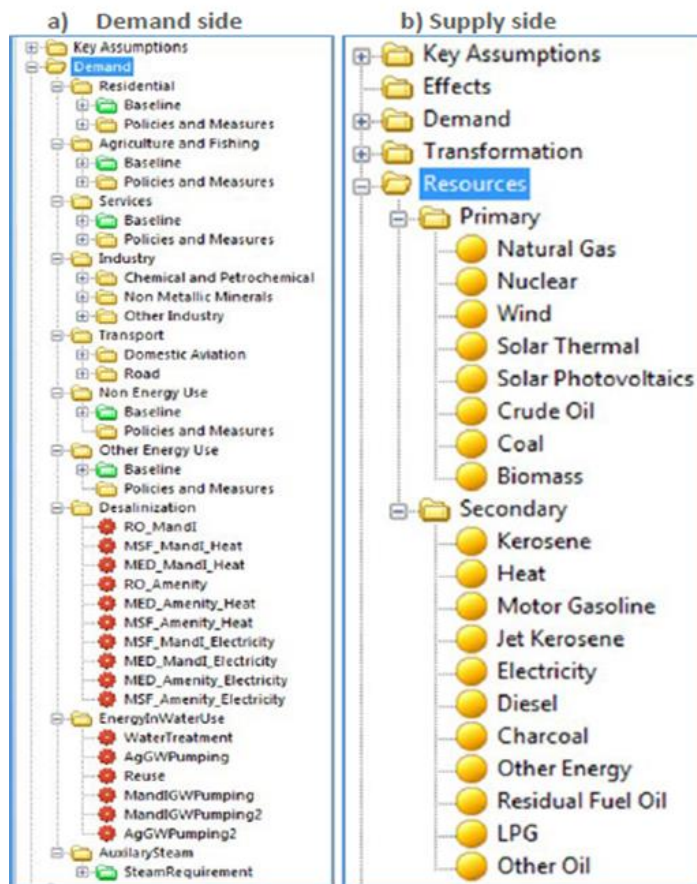 a) Demand side
Key Assumptions
Demand
Residential
Baseline
Policies and Measures
Agriculture and Fishing
Baseline
Policies and Measures
Services
Baseline
Policies and Measures
Industry
Chemical and Petrochemical
Non Metallic Minerals
Other Industry
Transport
Domestic Aviation
Road
Non Energy Use
Baseline
Policies and Measures
Other Energy Use
Baseline
Policies and Measures
Desalinization
RO_MandI
MSF_MandI_Heat
MED_MandI_Heat
RO_Amenity
MED_Amenity_Heat
MSF_Amenity_Heat
MSF_MandI_Electricity
MED_MandI_Electricity
MED_Amenity_Electricity
MSF_Amenity_Electricity
EnergyInWaterUse
WaterTreatment
AgGWPumping
Reuse
MandIGWPumping
MandIGWPumping2
AgGWPumping2
AuxilarySteam
SteamRequirement
b) Supply side
Key Assumptions
Effects
Demand
Transformation
Resources
Primary
Natural Gas
Nuclear
Wind
Solar Thermal
Solar Photovoltaics
Crude Oil
Coal
Biomass
Secondary
Kerosene
Heat
Motor Gasoline
Jet Kerosene
Electricity
Diesel
Charcoal
Other Energy
Residual Fuel Oil
LPG
Other Oil